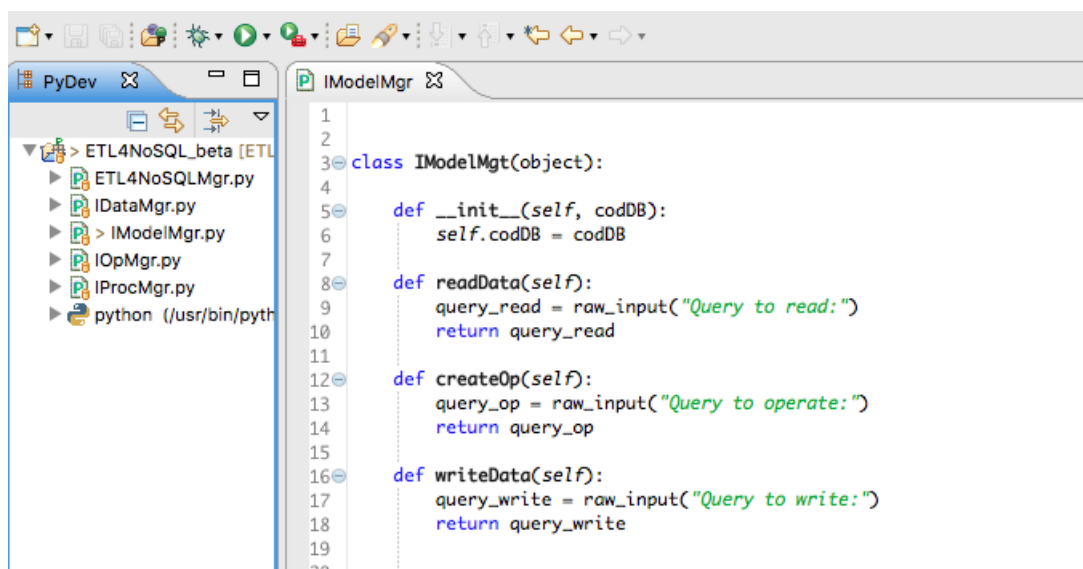 PyDev
IModelMgr
ETL4NoSQL_beta [ETL
ETL4NoSQLMgr.py
IDataMgr.py
> IModelMgr.py
IOpMgr.py
IProcMgr.py
python (/usr/bin/pyth
1
2
3 class IModelMgt(object):
4
5 def __init__(self, codDB):
6 self.codDB = codDB
7
8 def readData(self):
9 query_read = raw_input("Query to read:")
10 return query_read
11
12 def createOp(self):
13 query_op = raw_input("Query to operate:")
14 return query_op
15
16 def writeData(self):
17 query_write = raw_input("Query to write:")
18 return query_write
19